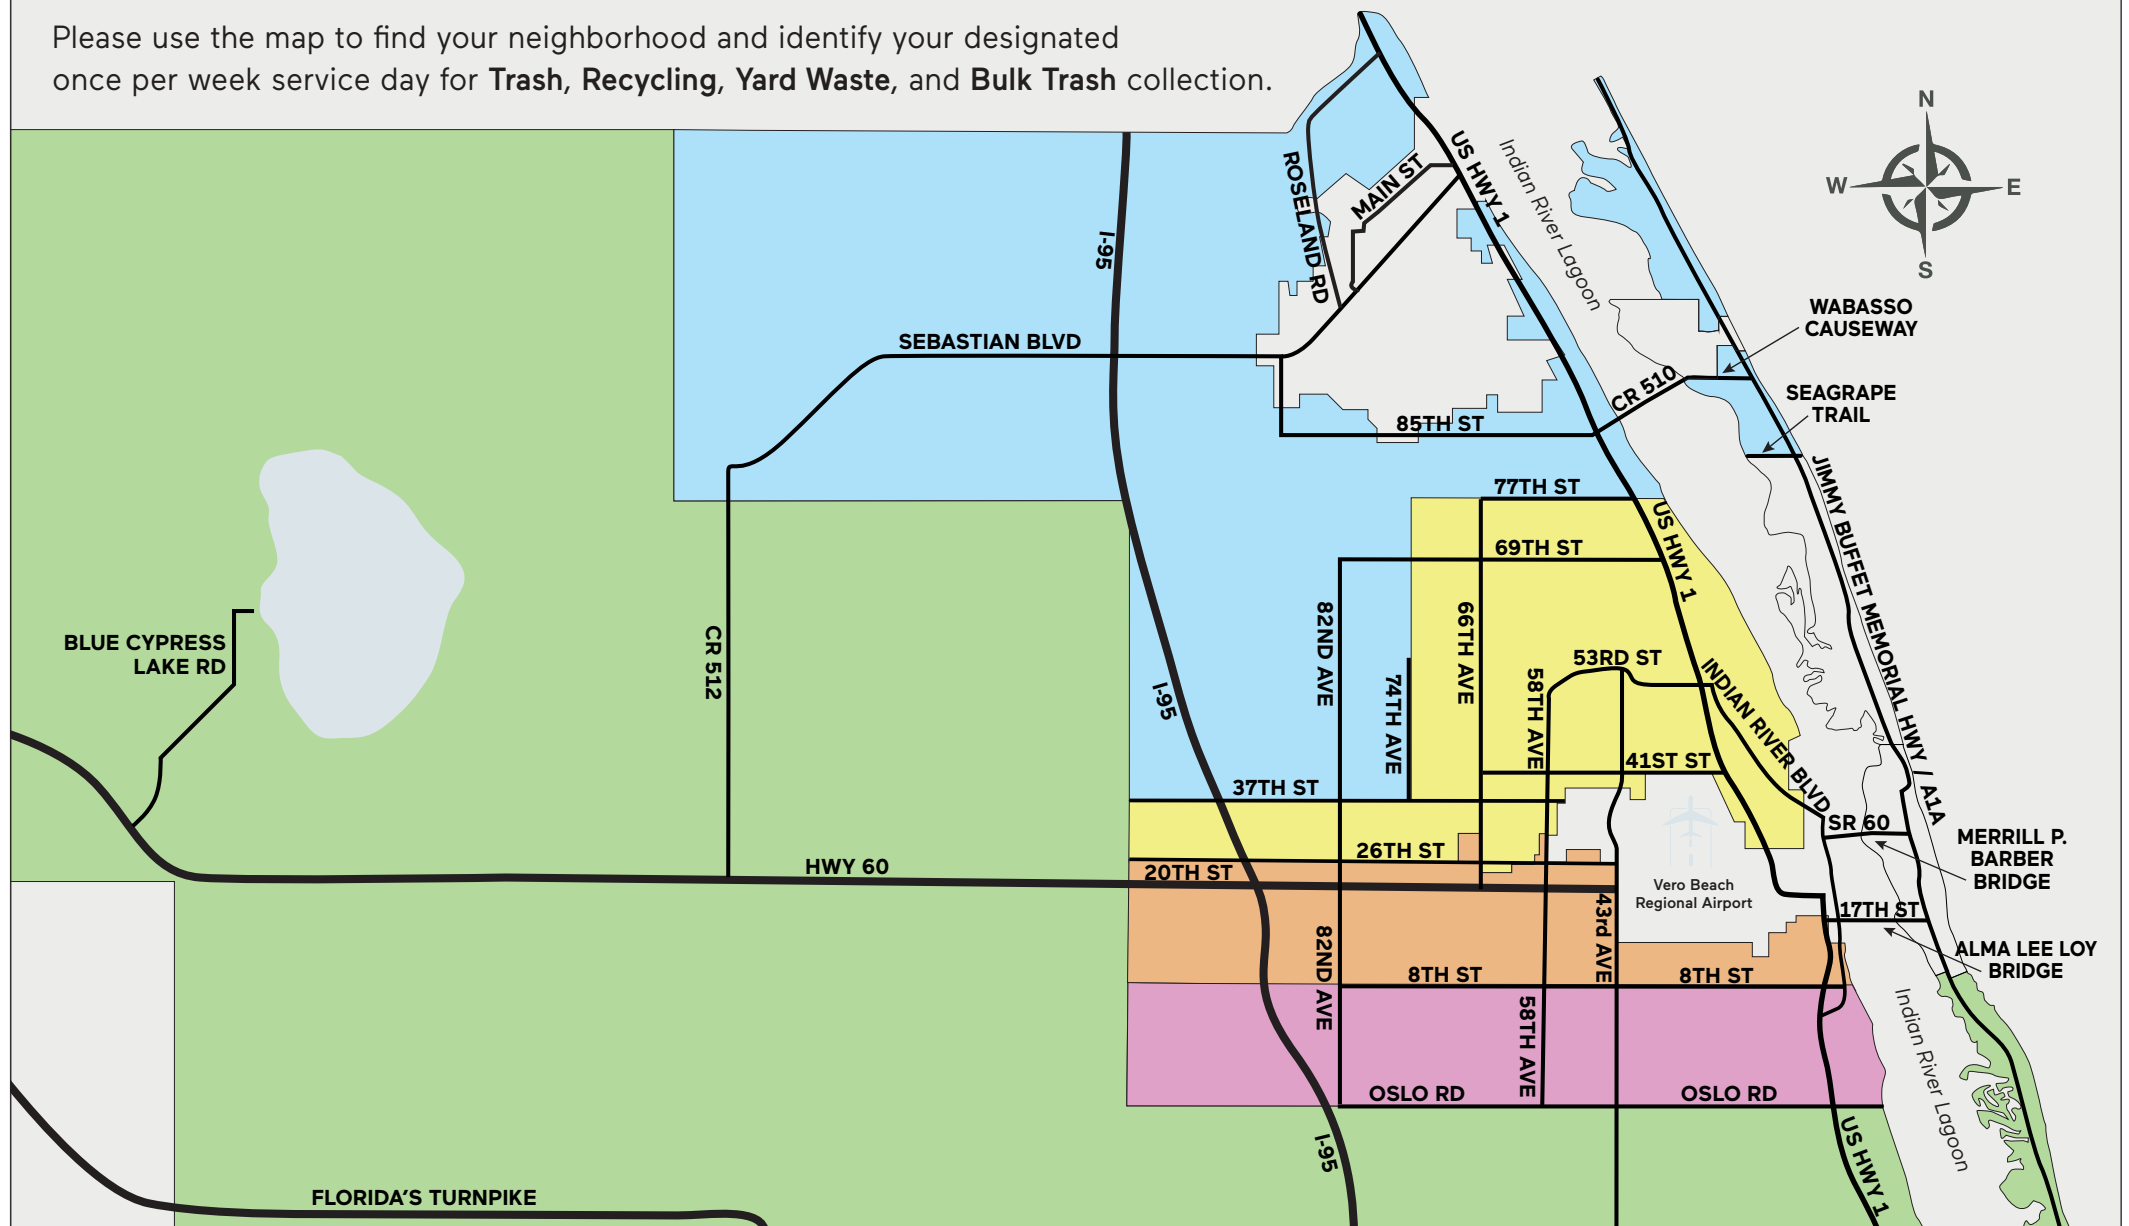 Please use the map to find your neighborhood and identify your designated
once per week service day for Trash, Recycling, Yard Waste, and Bulk Trash collection.
N
W
E
S
ROSELAND RD
MAIN ST
US HWY 1
Indian River Lagoon
I-95
SEBASTIAN BLVD
WABASSO
CAUSEWAY
CR 510
SEAGRAPE
TRAIL
85TH ST
JIMMY BUFFET MEMORIAL HWY / A1A
77TH ST
US HWY 1
69TH ST
BLUE CYPRESS
LAKE RD
CR 512
I-95
82ND AVE
74TH AVE
66TH AVE
58TH AVE
53RD ST
INDIAN RIVER BLVD
41ST ST
37TH ST
SR 60
MERRILL P.
BARBER
BRIDGE
26TH ST
HWY 60
20TH ST
Vero Beach
Regional Airport
43rd AVE
17TH ST
ALMA LEE LOY
BRIDGE
82ND AVE
8TH ST
8TH ST
58TH AVE
Indian River Lagoon
OSLO RD
OSLO RD
I-95
US HWY 1
FLORIDA'S TURNPIKE